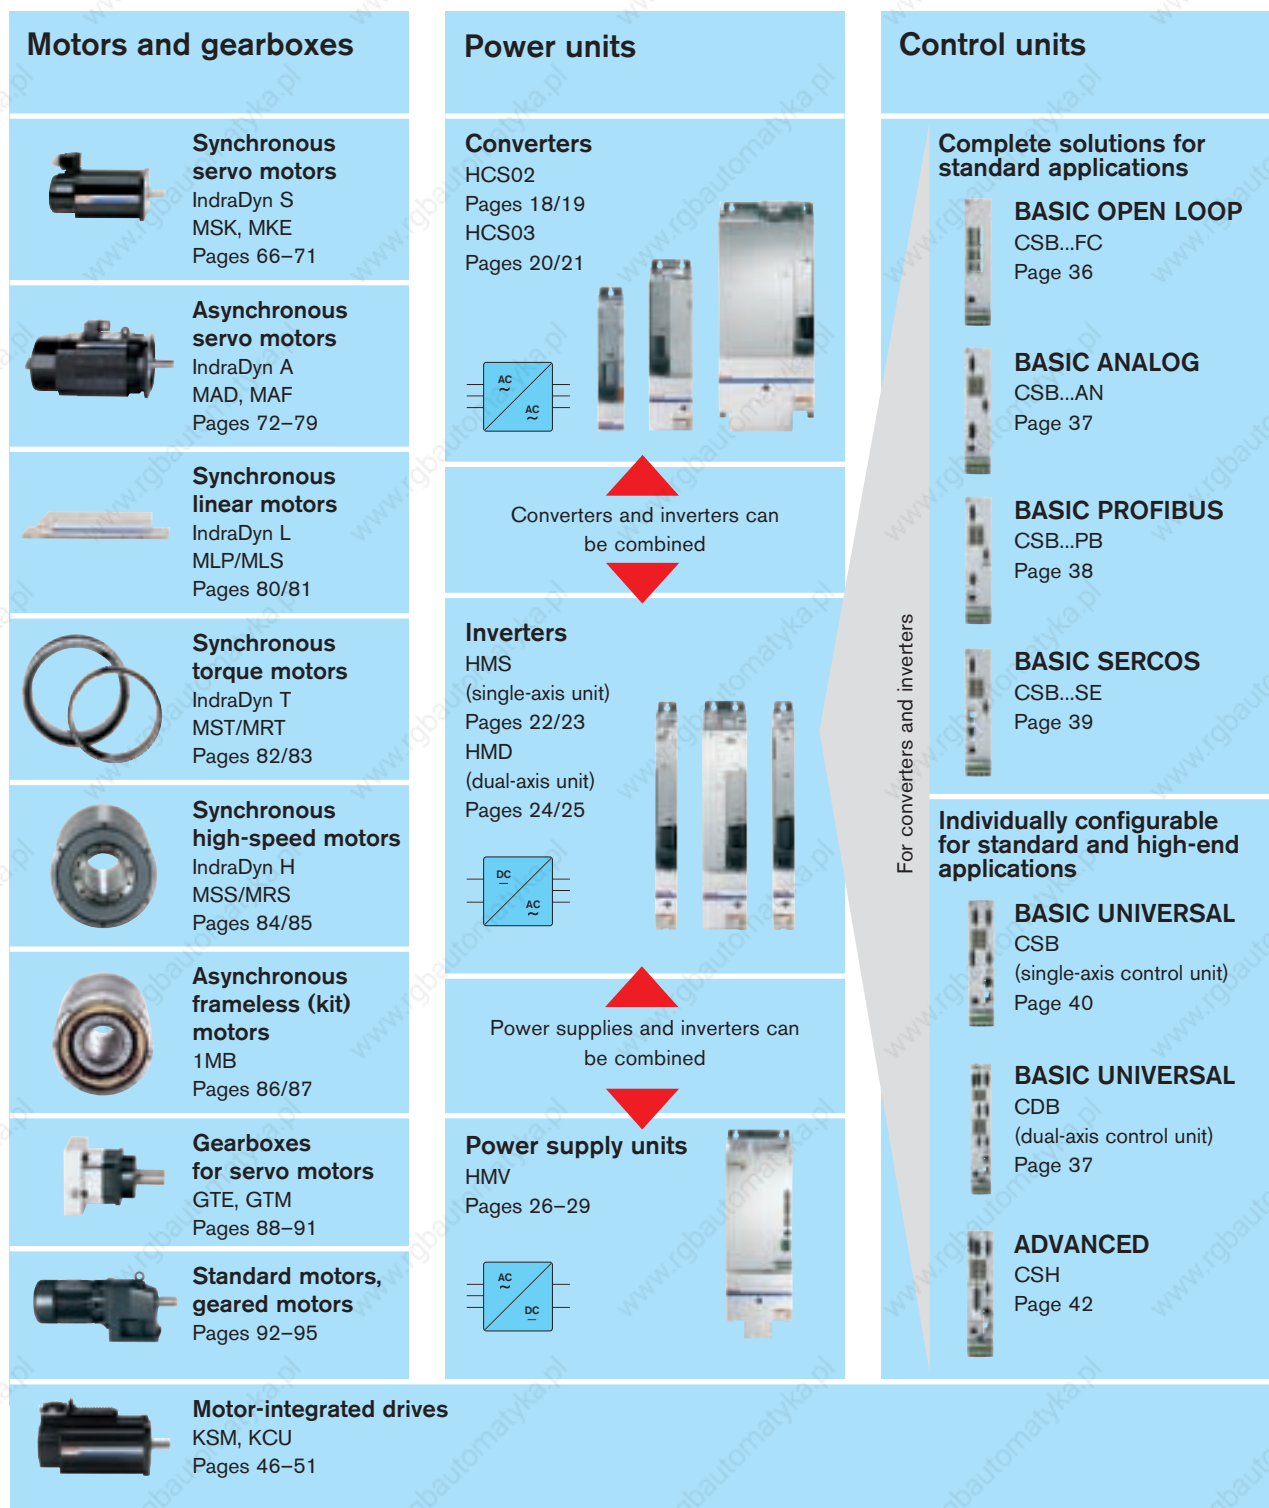 Motors and gearboxes
Synchronous
servo motors
IndraDyn S
MSK, MKE
Pages 66–71
Asynchronous
servo motors
IndraDyn A
MAD, MAF
Pages 72–79
Synchronous
linear motors
IndraDyn L
MLP/MLS
Pages 80/81
Synchronous
torque motors
IndraDyn T
MST/MRT
Pages 82/83
Synchronous
high-speed motors
IndraDyn H
MSS/MRS
Pages 84/85
Asynchronous
frameless (kit)
motors
1MB
Pages 86/87
Gearboxes
for servo motors
GTE, GTM
Pages 88–91
Standard motors,
geared motors
Pages 92–95
Motor-integrated drives
KSM, KCU
Pages 46–51
Power units
Converters
HCS02
Pages 18/19
HCS03
Pages 20/21
AC
~
AC
~
Converters and inverters can
be combined
Inverters
HMS
(single-axis unit)
Pages 22/23
HMD
(dual-axis unit)
Pages 24/25
DC
AC
~
Power supplies and inverters can
be combined
Power supply units
HMV
Pages 26–29
AC
~
DC
Control units
For converters and inverters
Complete solutions for
standard applications
BASIC OPEN LOOP
CSB...FC
Page 36
BASIC ANALOG
CSB...AN
Page 37
BASIC PROFIBUS
CSB...PB
Page 38
BASIC SERCOS
CSB...SE
Page 39
Individually configurable
for standard and high-end
applications
BASIC UNIVERSAL
CSB
(single-axis control unit)
Page 40
BASIC UNIVERSAL
CDB
(dual-axis control unit)
Page 37
ADVANCED
CSH
Page 42
www.rgbautomatyka.pl